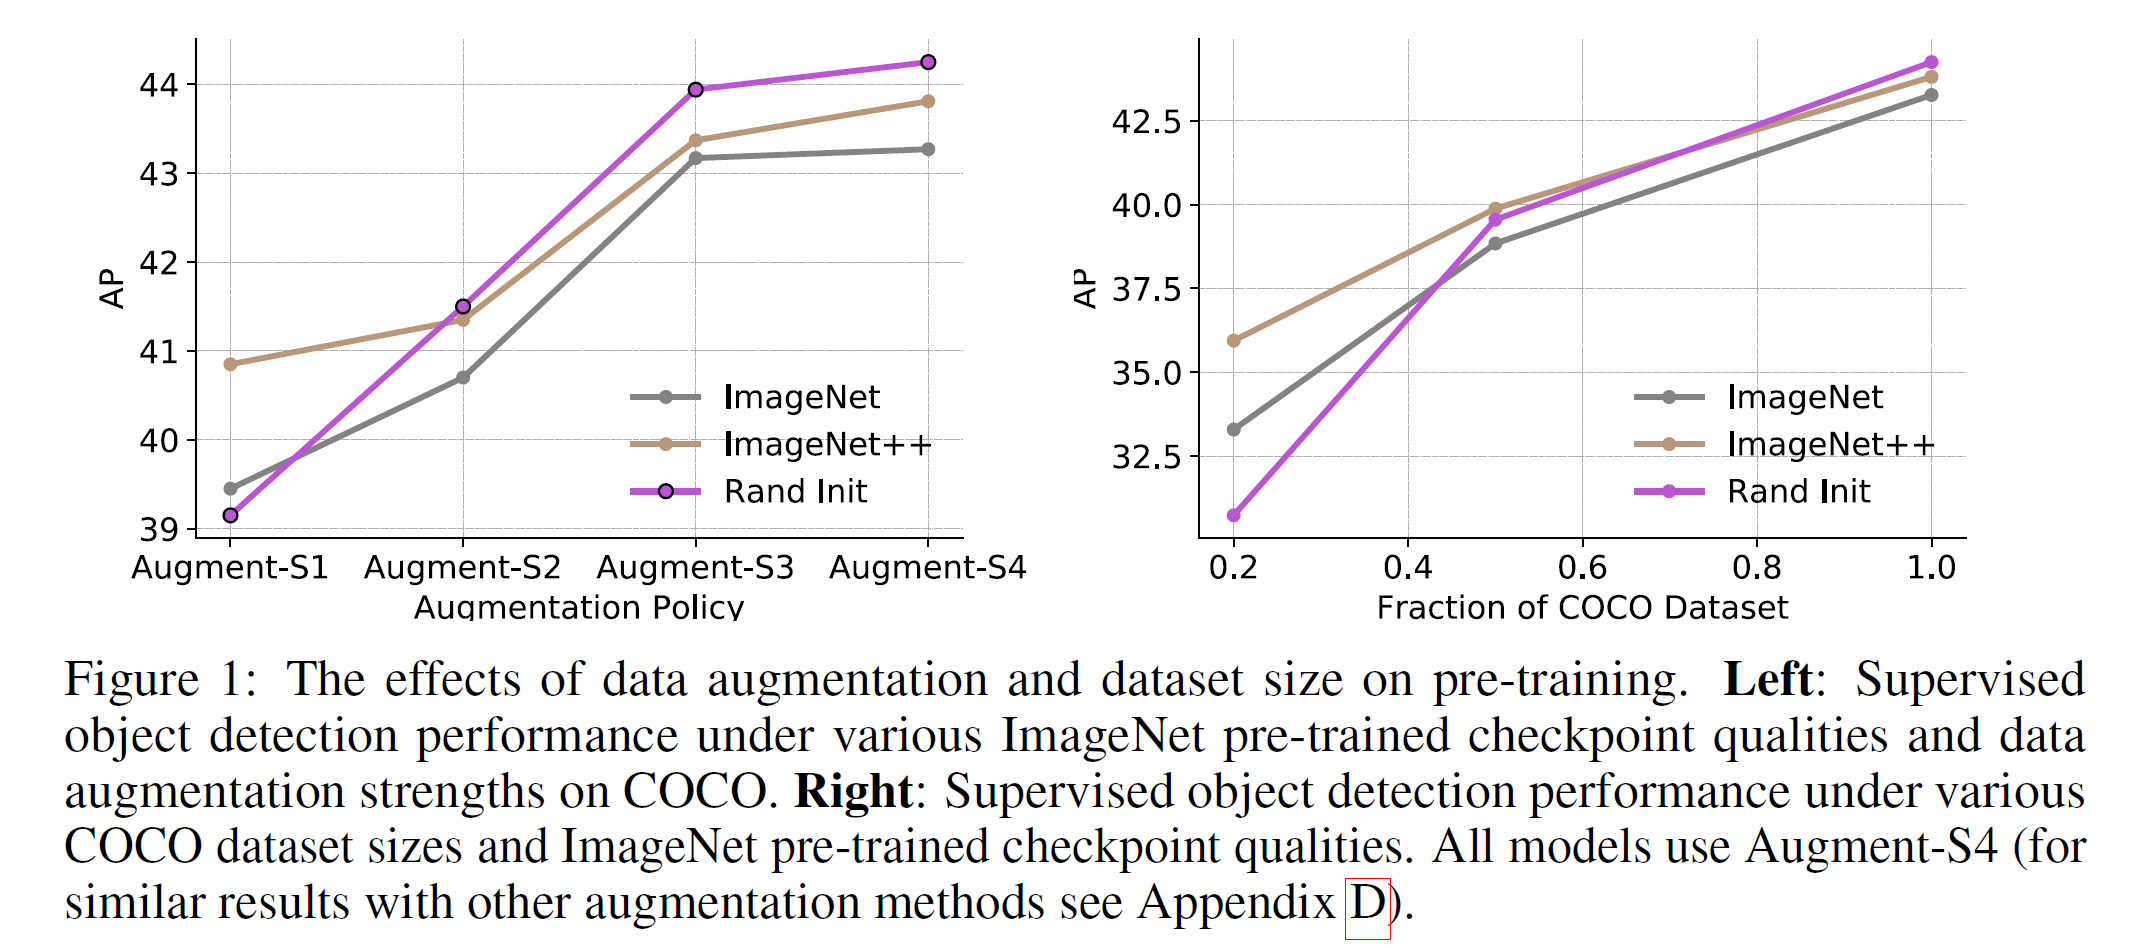 44
43
42
41
40
39
AP
ImageNet
ImageNet++
Rand Init
Augment-S1 Augment-S2 Augment-S3 Augment-S4
Augmentation Policy
42.5
40.0
37.5
35.0
32.5
AP
ImageNet
ImageNet++
Rand Init
0.2 0.4 0.6 0.8 1.0
Fraction of COCO Dataset
Figure 1: The effects of data augmentation and dataset size on pre-training. Left: Supervised
object detection performance under various ImageNet pre-trained checkpoint qualities and data
augmentation strengths on COCO. Right: Supervised object detection performance under various
COCO dataset sizes and ImageNet pre-trained checkpoint qualities. All models use Augment-S4 (for
similar results with other augmentation methods see Appendix D).